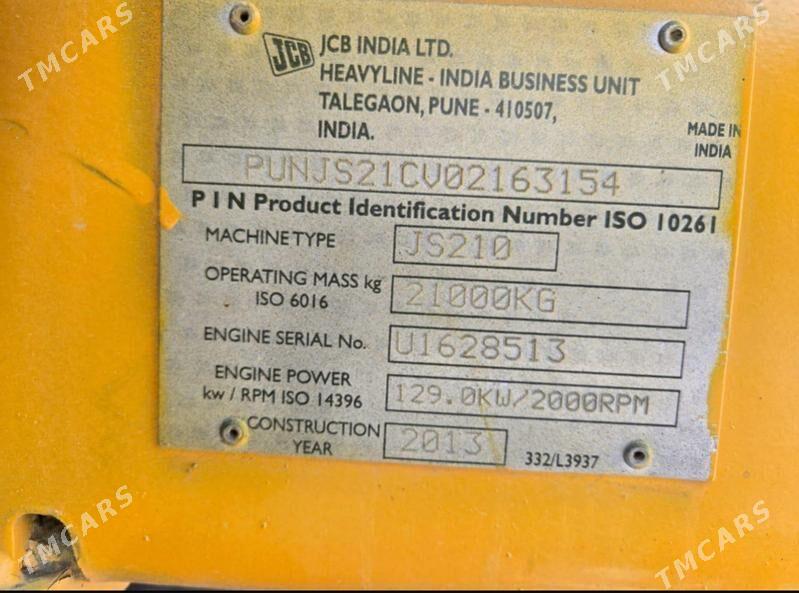 TMCARS
TMCARS
JCB
JCB INDIA LTD.
HEAVYLINE - INDIA BUSINESS UNIT
TALEGAON, PUNE - 410507,
INDIA.
MADE IN
INDIA
PUNJS21CV02163154
P I N Product Identification Number ISO 10261
MACHINE TYPE
JS210
OPERATING MASS kg
ISO 6016
21000KG
ENGINE SERIAL No.
U1628513
ENGINE POWER
kw / RPM ISO 14396
129.0KW/2000RPM
CONSTRUCTION
YEAR
2013
332/L3937
TMCARS
TMCARS